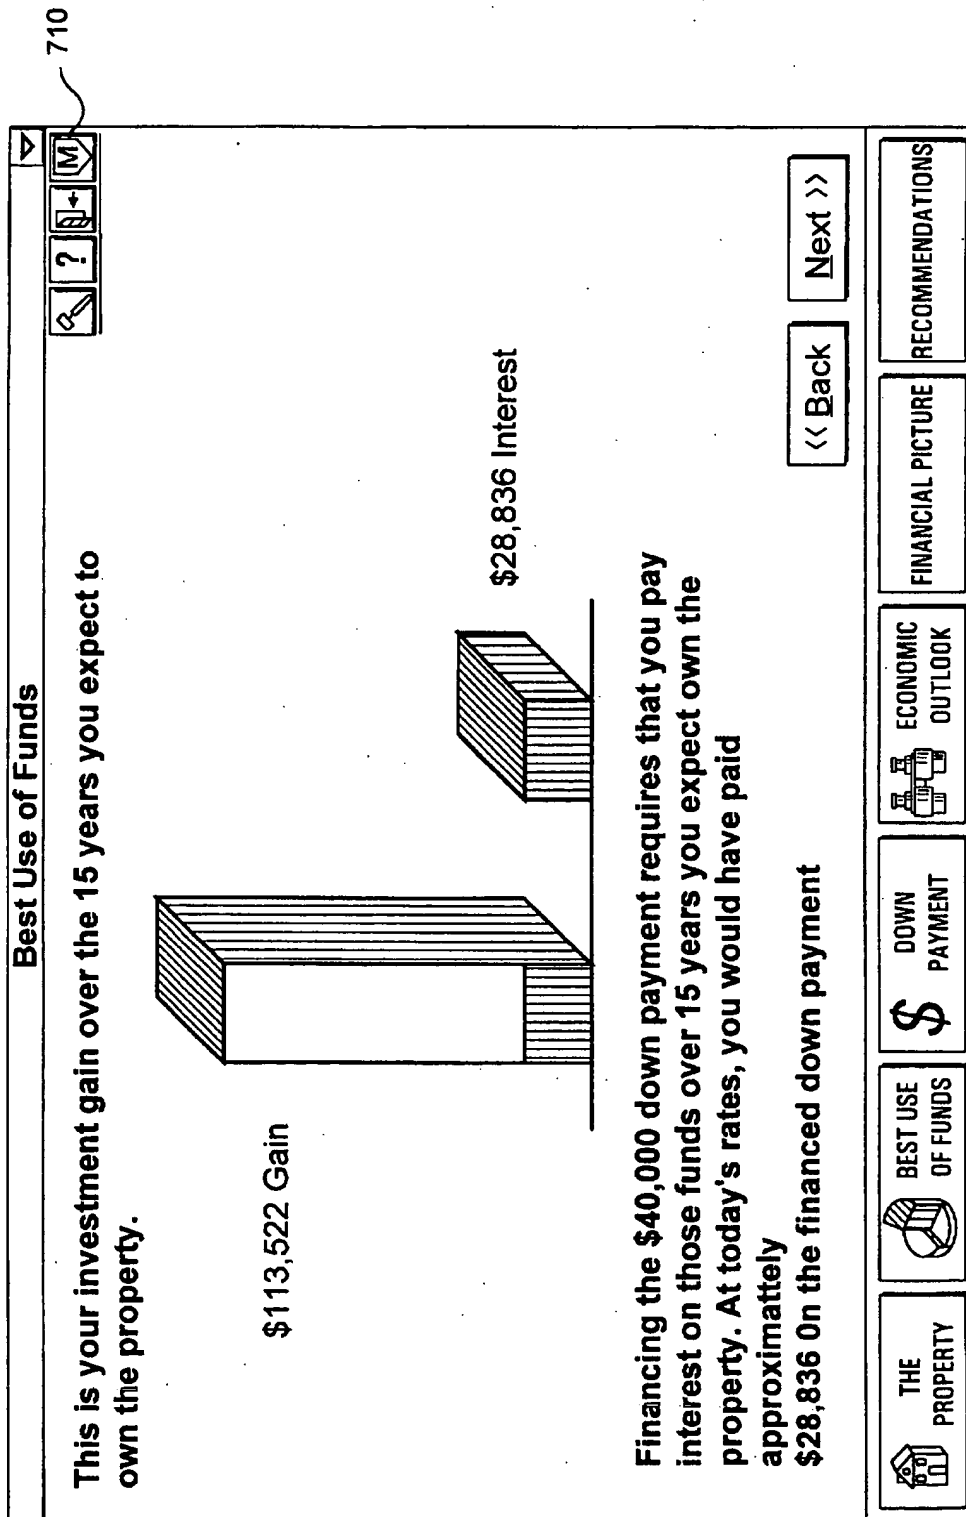 Best Use of Funds
710
?
M
This is your investment gain over the 15 years you expect to
own the property.
$113,522 Gain
$28,836 Interest
Financing the $40,000 down payment requires that you pay
interest on those funds over 15 years you expect own the
property. At today's rates, you would have paid
approximattely
$28,836 On the financed down payment
<< Back
Next >>
THE
PROPERTY
BEST USE
OF FUNDS
$
DOWN
PAYMENT
ECONOMIC
OUTLOOK
FINANCIAL PICTURE
RECOMMENDATIONS